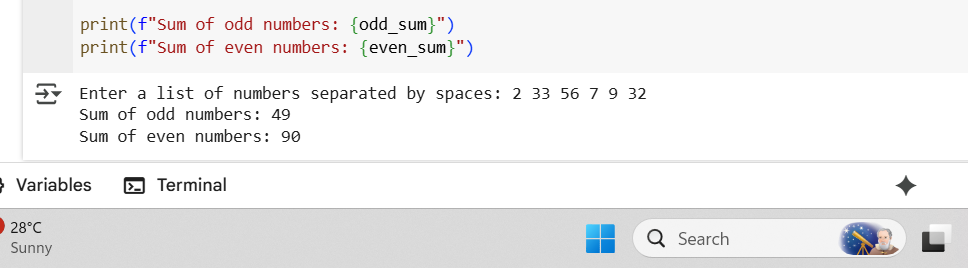 print(f"Sum of odd numbers: {odd_sum}")
print(f"Sum of even numbers: {even_sum}")
Enter a list of numbers separated by spaces: 2 33 56 7 9 32
Sum of odd numbers: 49
Sum of even numbers: 90
Variables Terminal
28°C
Sunny
Search